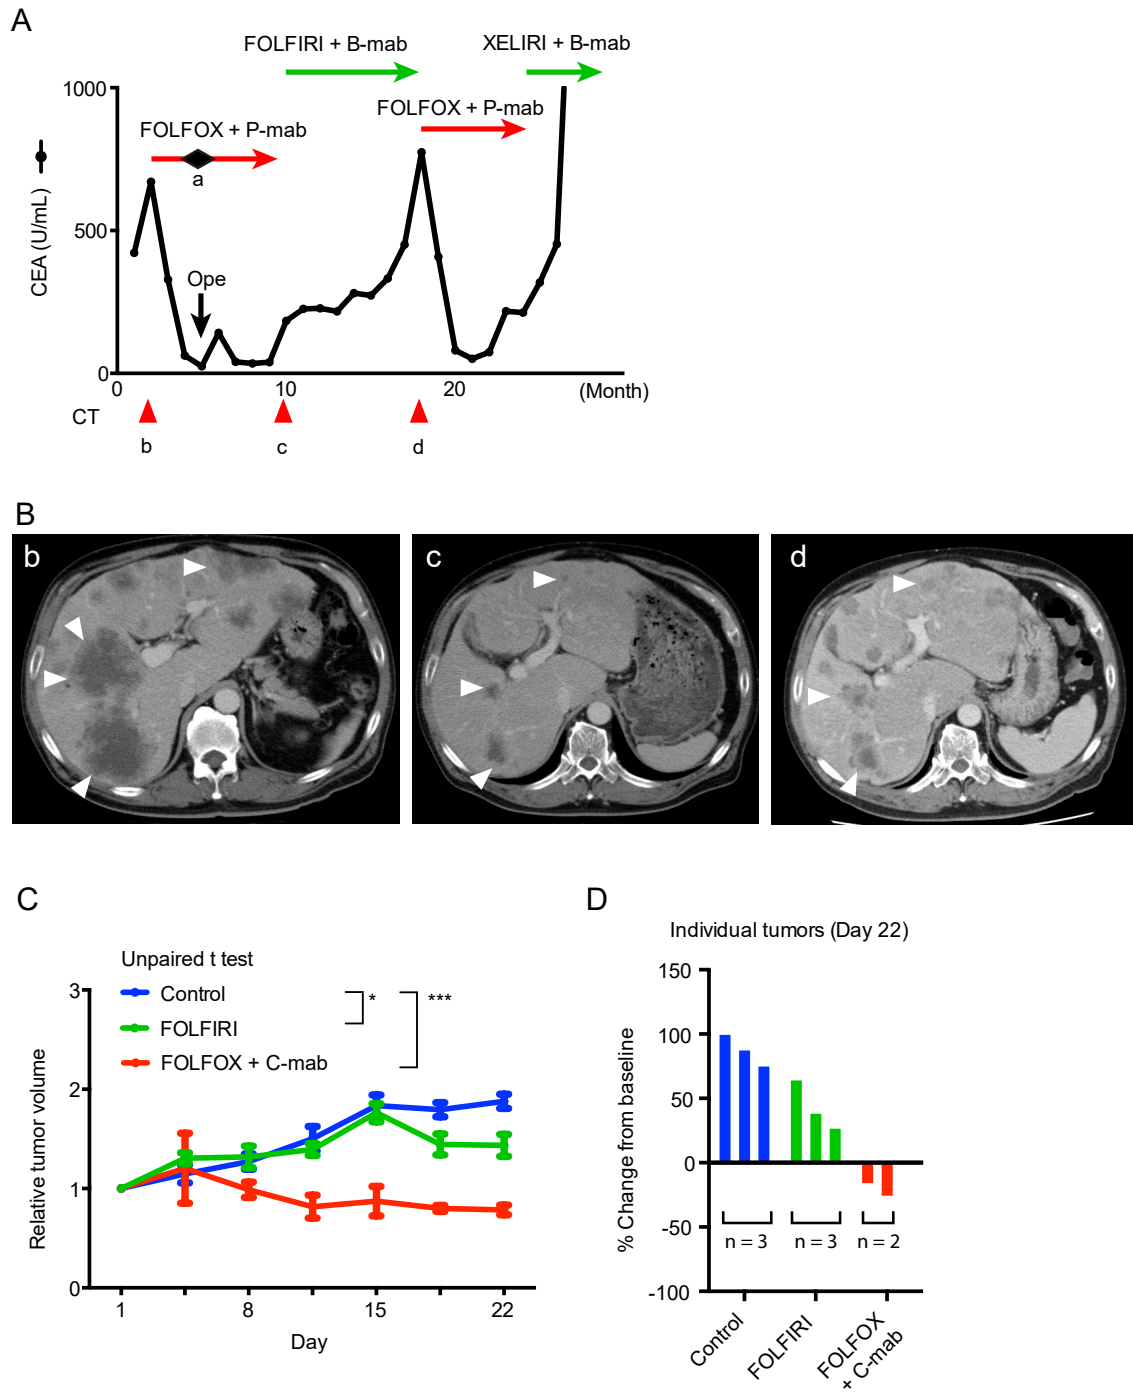 A
FOLFIRI + B-mab
XELIRI + B-mab
FOLFOX + P-mab
FOLFOX + P-mab
a
Ope
CEA (U/mL)
1000
500
0
0
10
20
(Month)
CT
b
c
d
B
b
c
d
C
Unpaired t test
Control
FOLFIRI
FOLFOX + C-mab
*
***
Relative tumor volume
3
2
1
0
1
8
15
22
Day
D
Individual tumors (Day 22)
% Change from baseline
150
100
50
0
-50
-100
n = 3
n = 3
n = 2
Control
FOLFIRI
FOLFOX
+ C-mab